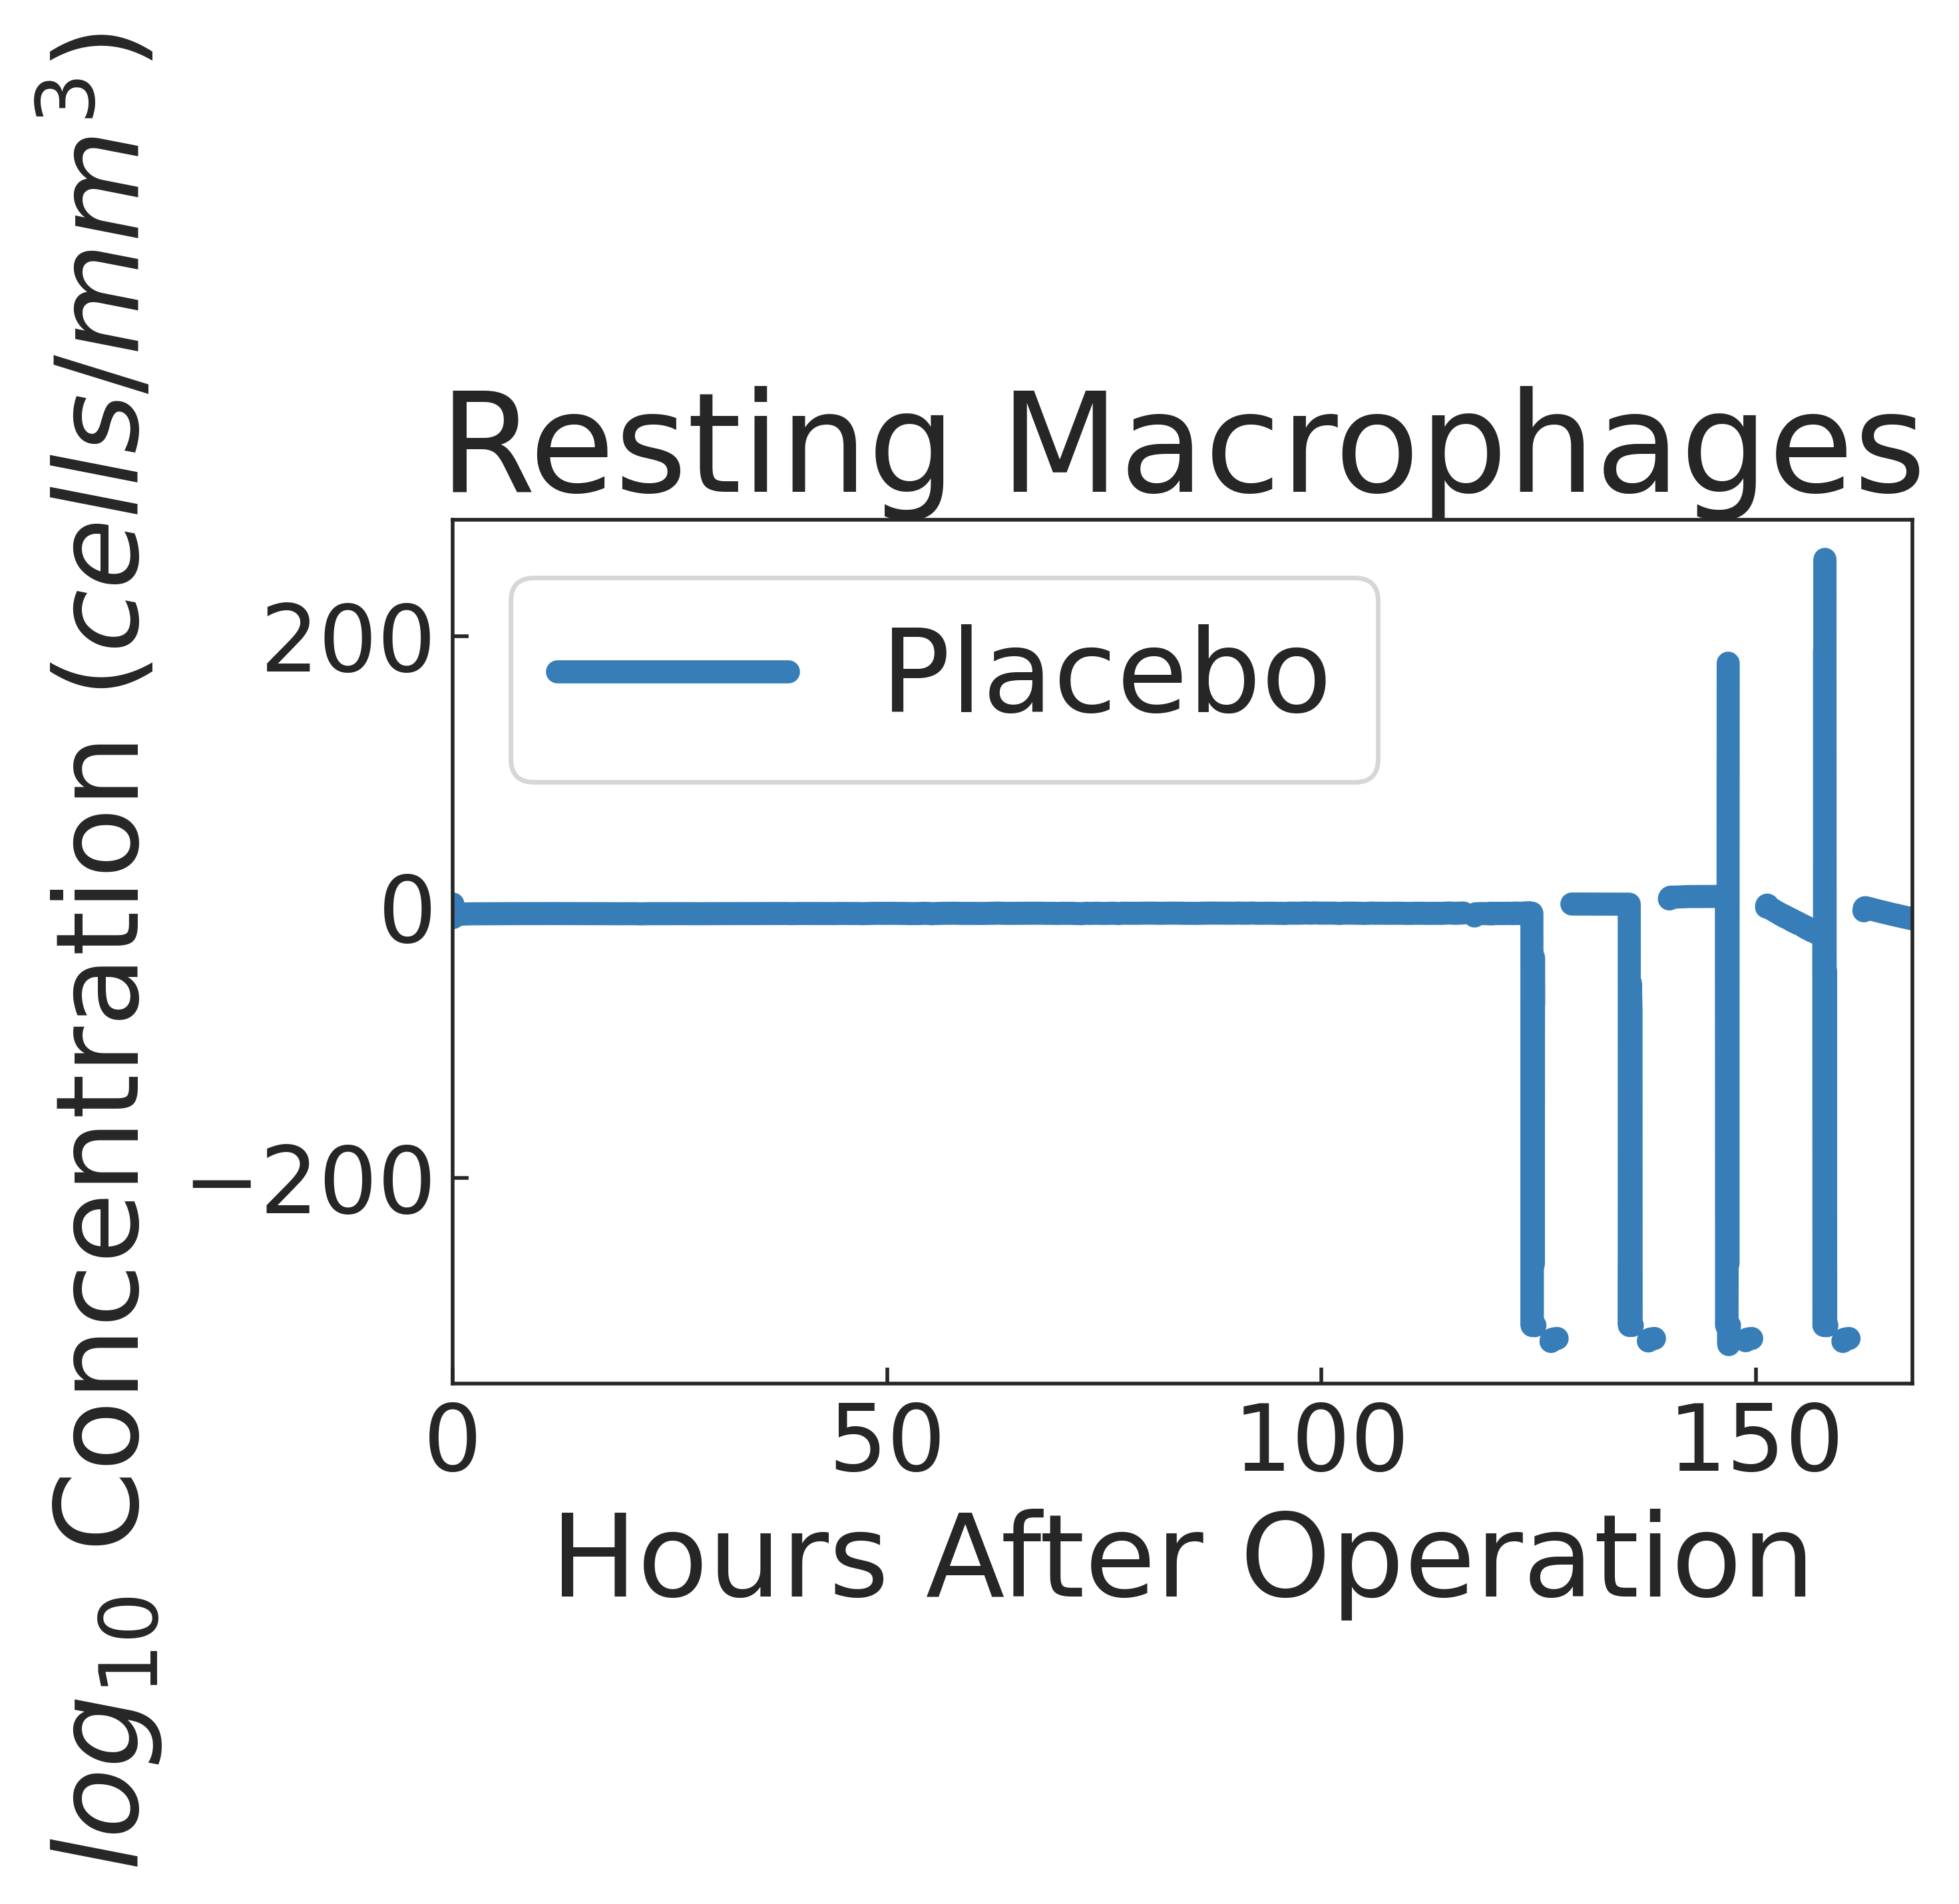 Resting Macrophages
log10 Concentration (cells/mm3)
200
0
−200
Placebo
0 50 100 150
Hours After Operation